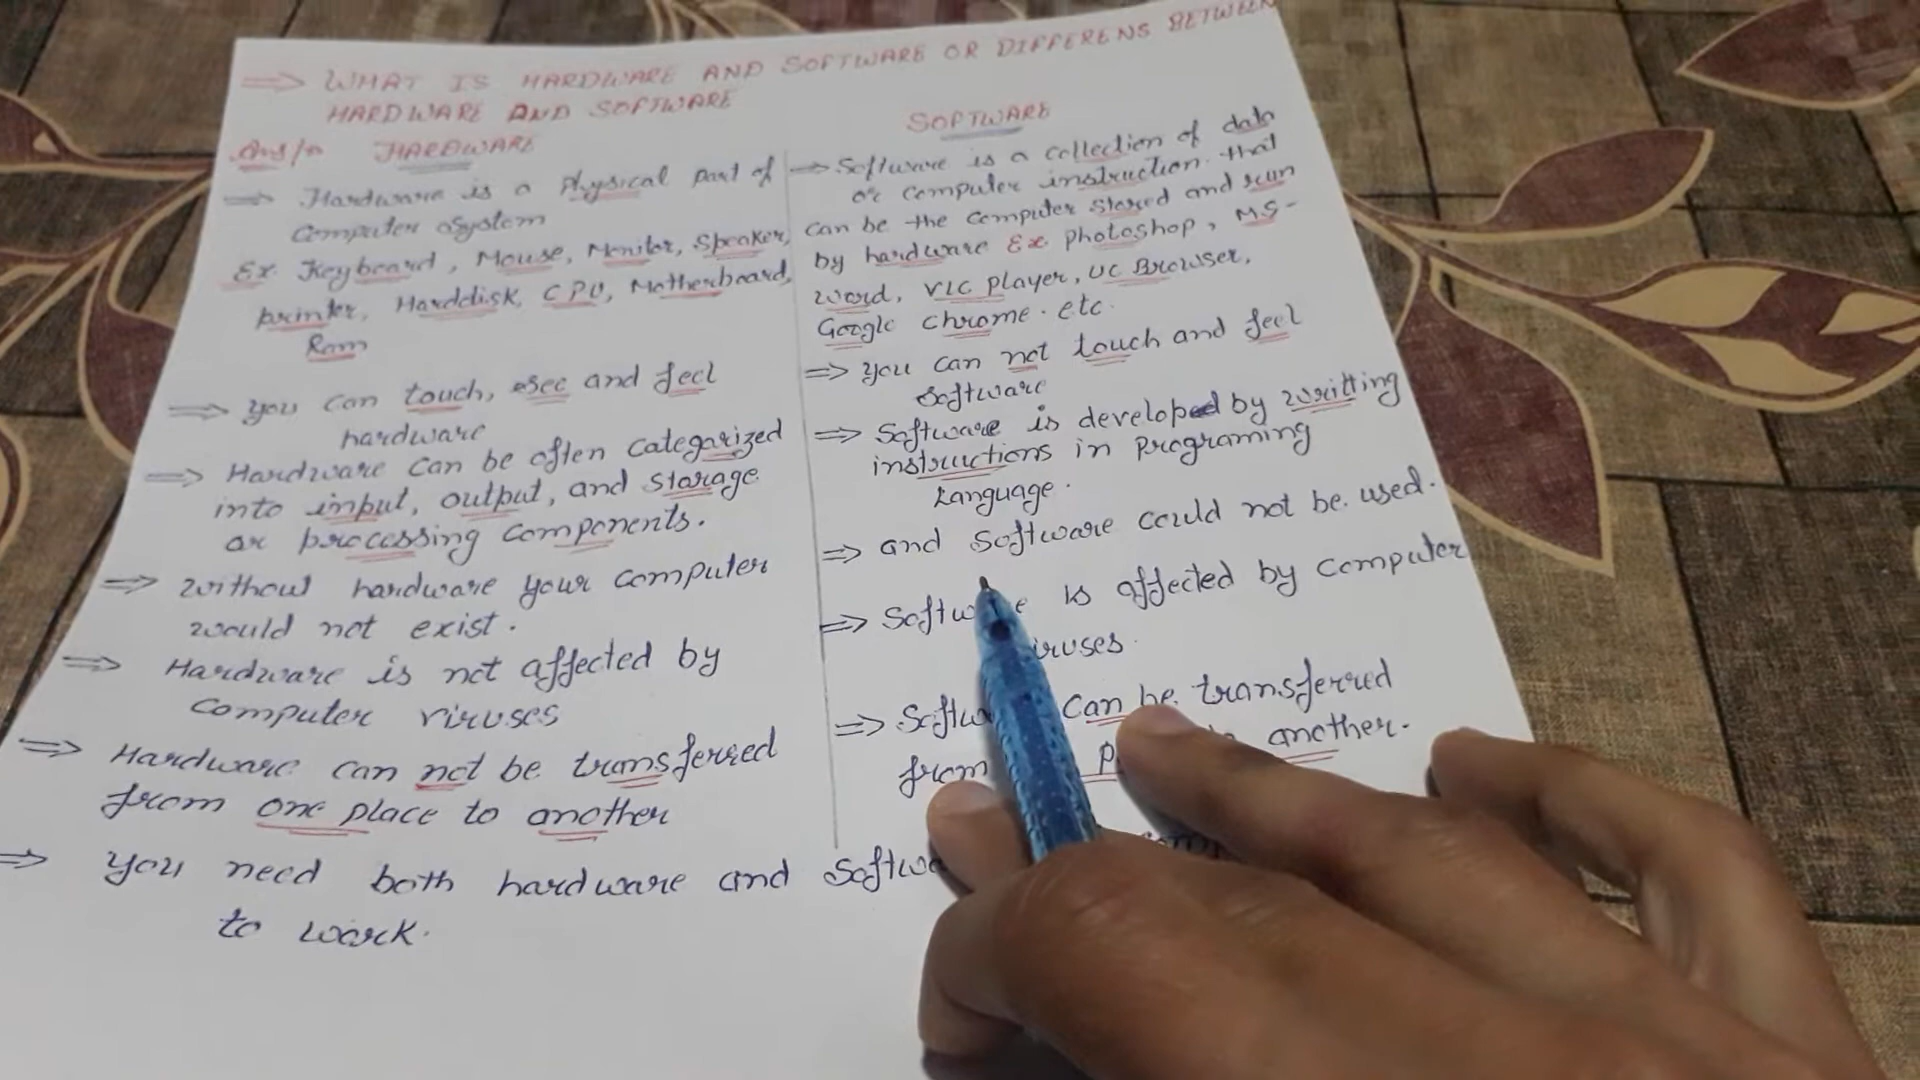 ⇒ WHAT IS HARDWARE AND SOFTWARE OR DIFFERENS BETWEEN
HARDWARE AND SOFTWARE
Ans/n HARDWARE
⇒ Hardware is a Physical Part of
Computer System
Ex. Keyboard, Mouse, Monitor, Speaker,
printer, Harddisk, CPU, Motherboard,
Ram
⇒ you can touch, see and feel
hardware
⇒ Hardware can be often categorized
into input, output, and storage
or processing components.
⇒ without hardware your computer
would not exist.
⇒ Hardware is not affected by
Computer viruses
⇒ Hardware can not be transferred
from one place to another
SOFTWARE
⇒ Software is a collection of data
or computer instruction that
can be the computer stored and run
by hardware Ex. Photoshop, M.S-
word, VLC player, UC Browser,
Google chrome. etc.
⇒ you can not touch and feel
Software
⇒ Software is developed by writting
instructions in Programing
Language.
⇒ and Software could not be used.
⇒ is affected by Computer
⇒ can be transferred
from another.
⇒ you need both hardware and
to work.